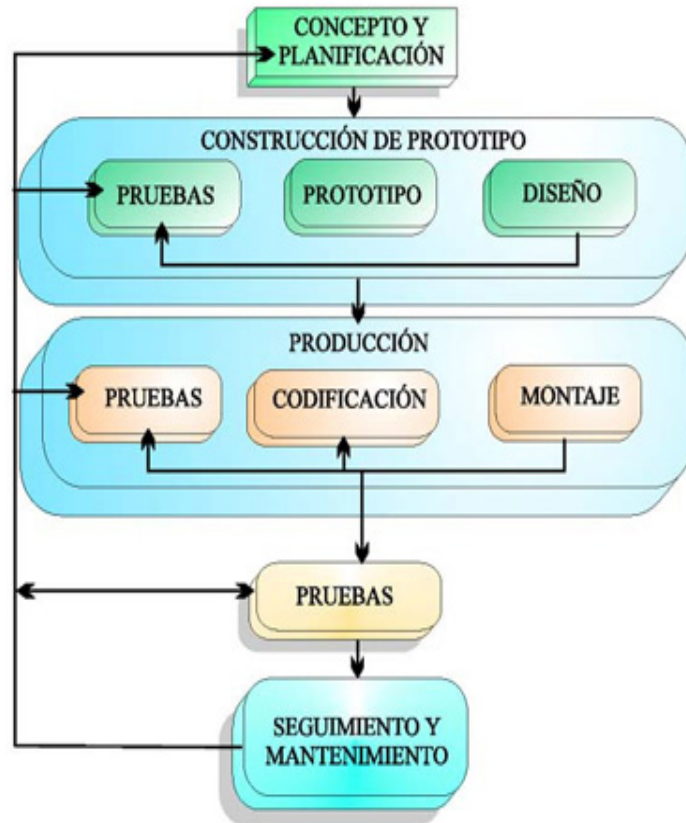 CONCEPTO Y
PLANIFICACIÓN
CONSTRUCCIÓN DE PROTOTIPO
PRUEBAS
PROTOTIPO
DISEÑO
PRODUCCIÓN
PRUEBAS
CODIFICACIÓN
MONTAJE
PRUEBAS
SEGUIMIENTO Y
MANTENIMIENTO